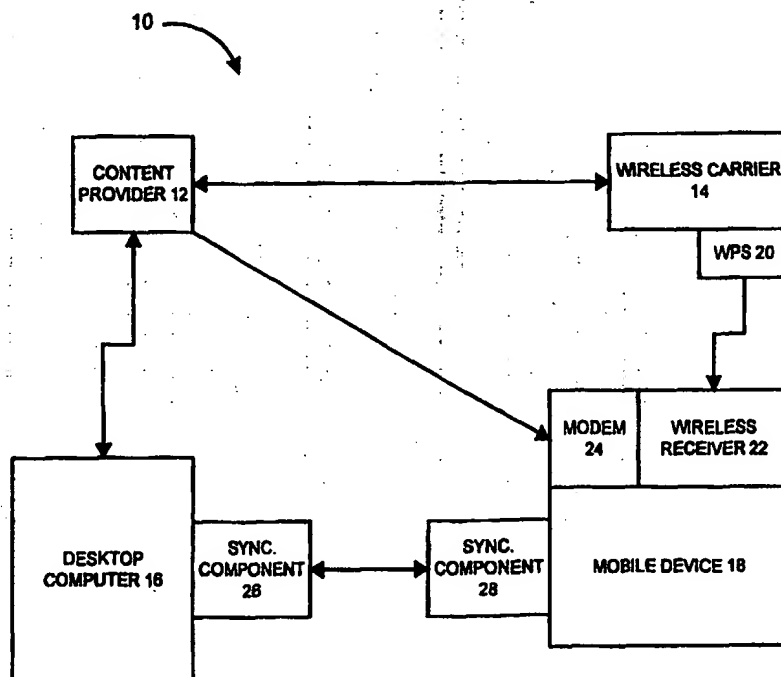 10
CONTENT
PROVIDER 12
WIRELESS CARRIER
14
WPS 20
MODEM
24
WIRELESS
RECEIVER 22
DESKTOP
COMPUTER 16
SYNC.
COMPONENT
26
SYNC.
COMPONENT
28
MOBILE DEVICE 18